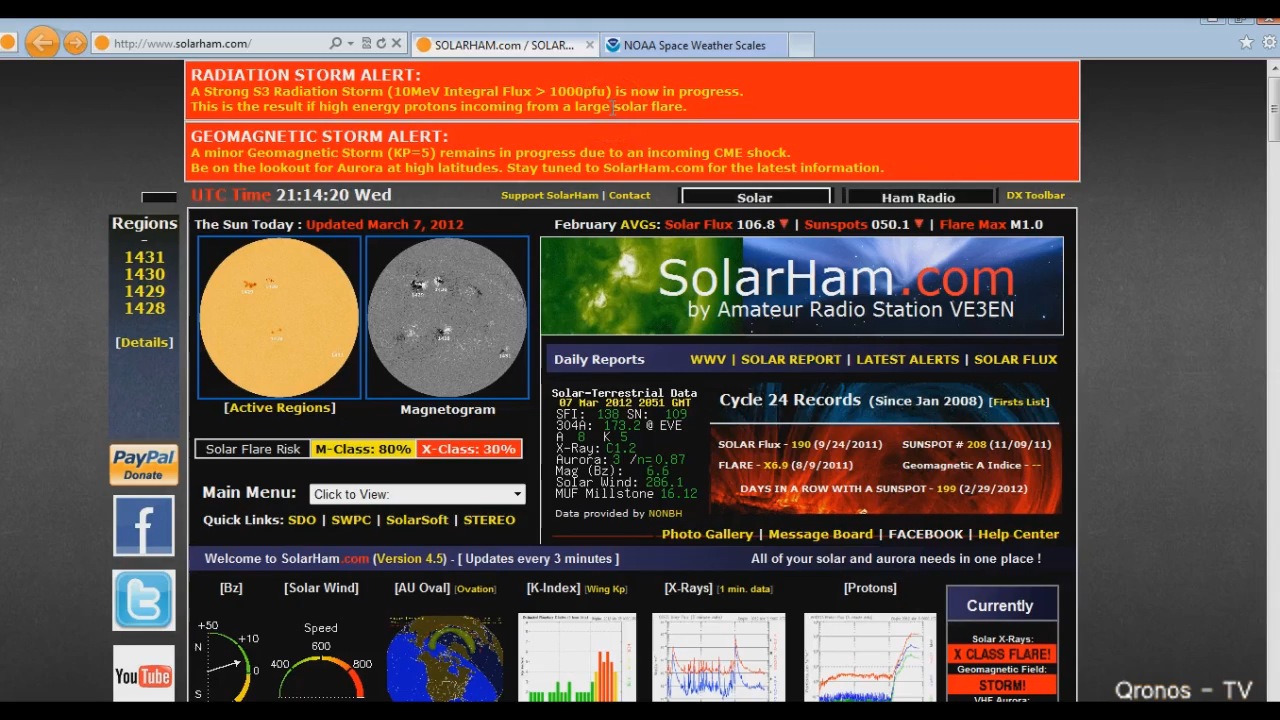 http://www.solarham.com/
SOLARHAM.com / SOLAR...
NOAA Space Weather Scales
RADIATION STORM ALERT:
A Strong S3 Radiation Storm (10MeV Integral Flux > 1000pfu) is now in progress.
This is the result if high energy protons incoming from a large solar flare.
GEOMAGNETIC STORM ALERT:
A minor Geomagnetic Storm (KP=5) remains in progress due to an incoming CME shock.
Be on the lookout for Aurora at high latitudes. Stay tuned to SolarHam.com for the latest information.
UTC Time 21:14:20 Wed
Support SolarHam | Contact
Solar
Ham Radio
DX Toolbar
Regions
-
1431
1430
1429
1428
[Details]
The Sun Today : Updated March 7, 2012
[Active Regions]
Magnetogram
Solar Flare Risk M-Class: 80% X-Class: 30%
Main Menu: Click to View:
Quick Links: SDO | SWPC | SolarSoft | STEREO
February AVGs: Solar Flux 106.8 | Sunspots 050.1 | Flare Max M1.0
SolarHam.com
by Amateur Radio Station VE3EN
Daily Reports WWV | SOLAR REPORT | LATEST ALERTS | SOLAR FLUX
Solar-Terrestrial Data
07 Mar 2012 2051 GMT
SFI: 138 SN: 109
304A: 173.2 @ EVE
A 8 K 5
X-Ray: C1.2
Aurora: 3 /n=0.87
Mag (Bz): 6.6
Solar Wind: 286.1
MUF Millstone 16.12
Data provided by N0NBH
Cycle 24 Records (Since Jan 2008) [Firsts List]
SOLAR Flux - 190 (9/24/2011) SUNSPOT # 208 (11/09/11)
FLARE - X6.9 (8/9/2011) Geomagnetic A Indice - --
DAYS IN A ROW WITH A SUNSPOT - 199 (2/29/2012)
Photo Gallery | Message Board | FACEBOOK | Help Center
PayPal
Donate
Welcome to SolarHam.com (Version 4.5) - [ Updates every 3 minutes ]
All of your solar and aurora needs in one place !
[Bz] [Solar Wind] [AU Oval] [Ovation] [K-Index] [Wing Kp] [X-Rays] [1 min. data] [Protons]
+50
+10
0
N
S
Speed
400 600 800
Currently
Solar X-Rays:
X CLASS FLARE!
Geomagnetic Field:
STORM!
VHF Aurora:
You Tube
Qronos - TV